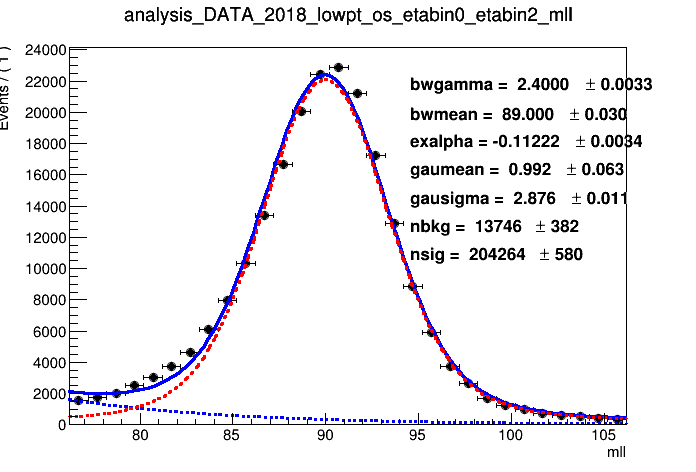 analysis_DATA_2018_lowpt_os_etabin0_etabin2_mll
Events / ( 1 )
24000
22000
20000
18000
16000
14000
12000
10000
8000
6000
4000
2000
0
bwgamma = 2.4000 ± 0.0033
bwmean = 89.000 ± 0.030
exalpha = -0.11222 ± 0.0034
gaumean = 0.992 ± 0.063
gausigma = 2.876 ± 0.011
nbkg = 13746 ± 382
nsig = 204264 ± 580
80 85 90 95 100 105
mll